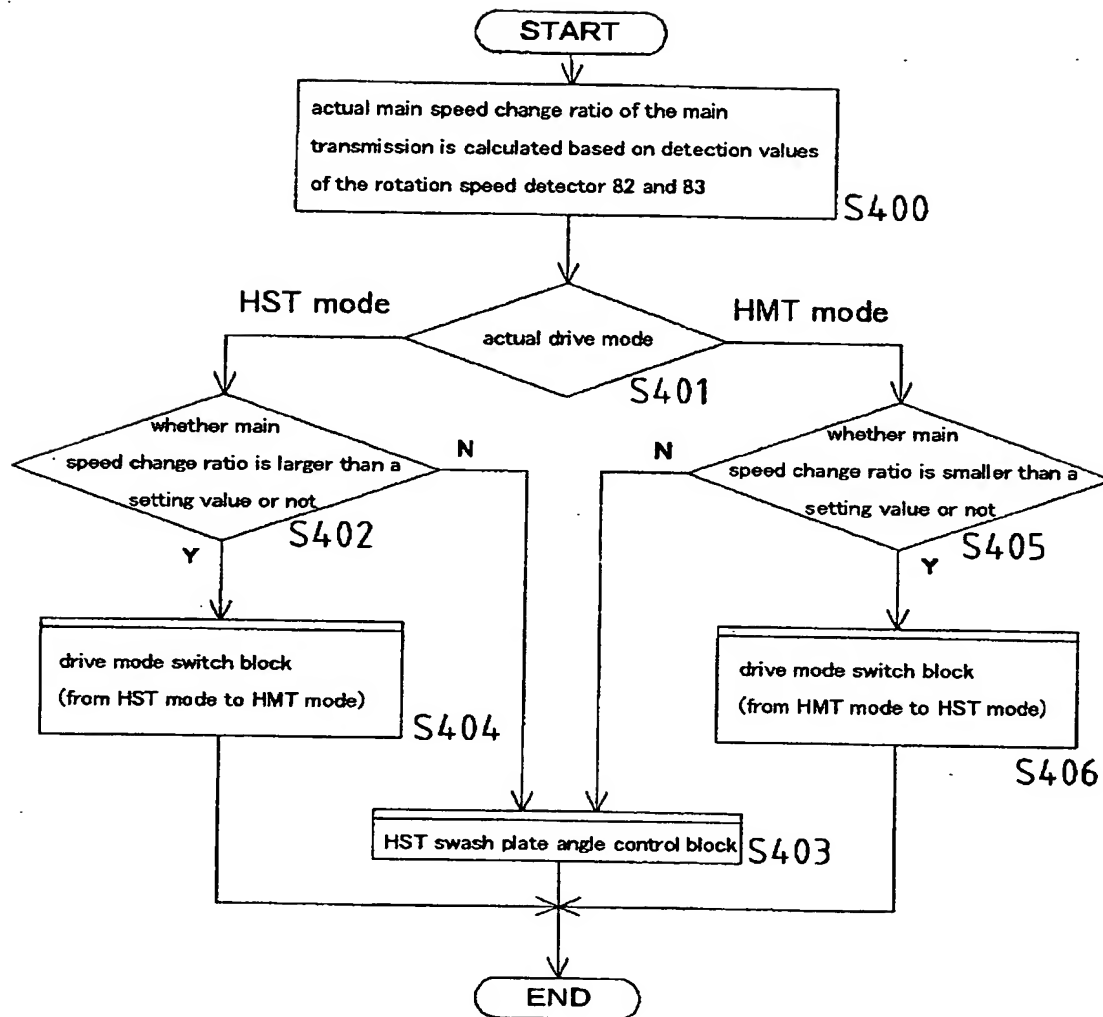 START
actual main speed change ratio of the main
transmission is calculated based on detection values
of the rotation speed detector 82 and 83
S400
HST mode
HMT mode
actual drive mode
S401
whether main
speed change ratio is larger than a
setting value or not
S402
N
Y
whether main
speed change ratio is smaller than a
setting value or not
S405
N
Y
drive mode switch block
(from HST mode to HMT mode)
S404
drive mode switch block
(from HMT mode to HST mode)
S406
HST swash plate angle control block
S403
END